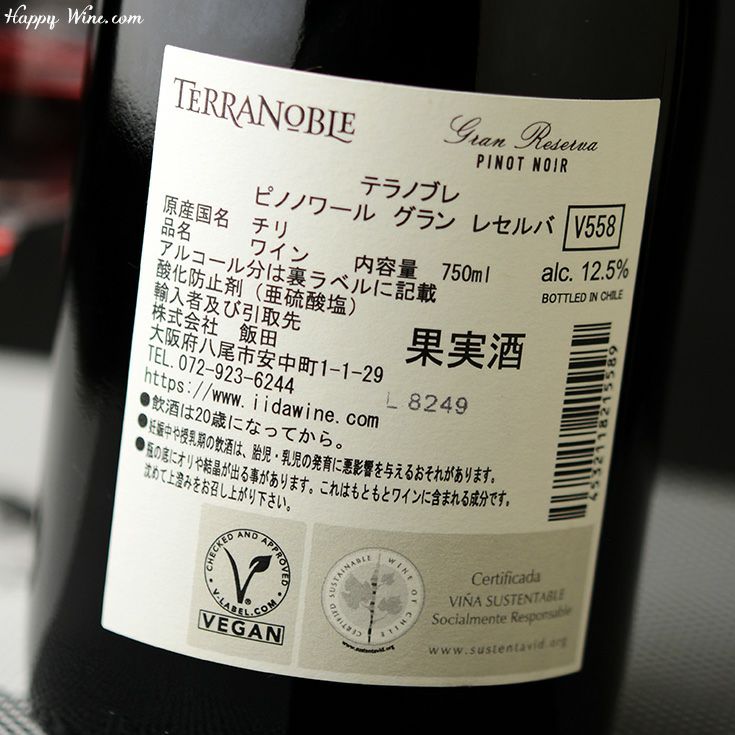 Happy Wine.com
TERRANOBLE
Gran Reserva
PINOT NOIR
テラノブレ
ピノノワール グラン レセルバ
V558
原産国名 チリ
品名 ワイン 内容量 750ml
alc. 12.5%
アルコール分は裏ラベルに記載
BOTTLED IN CHILE
酸化防止剤(亜硫酸塩)
輸入者及び引取先
株式会社 飯田
果実酒
大阪府八尾市安中町1-1-29
TEL.072-923-6244
L 8249
https://www.iidawine.com
●飲酒は20歳になってから。
●妊娠中や授乳期の飲酒は、胎児・乳児の発育に悪影響を与えるおそれがあります。
●瓶の底にオリや結晶が出る事があります。これはもともとワインに含まれる成分です。
沈めて上澄みをお召し上がり下さい。
4532118215589
CHECKED AND APPROVED
V-LABEL.COM
VEGAN
CERTIFIED SUSTAINABLE WINE OF CHILE
www.sustentavid.org
Certificada
VIÑA SUSTENTABLE
Socialmente Responsable
www.sustentavid.org